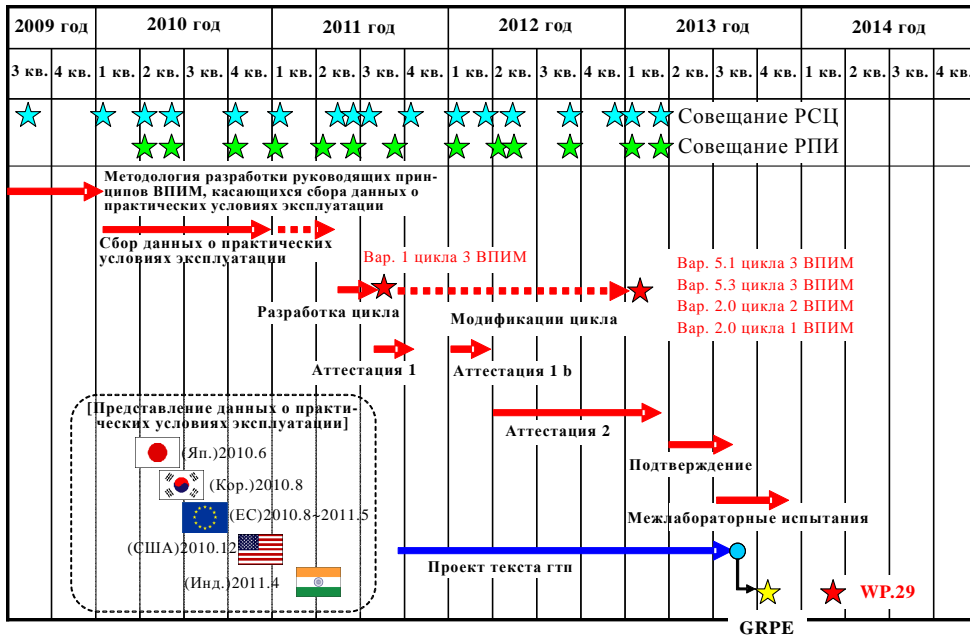 2009 год 2010 год 2011 год 2012 год 2013 год 2014 год
3 кв. 4 кв. 1 кв. 2 кв. 3 кв. 4 кв. 1 кв. 2 кв. 3 кв. 4 кв. 1 кв. 2 кв. 3 кв. 4 кв. 1 кв. 2 кв. 3 кв. 4 кв. 1 кв. 2 кв. 3 кв. 4 кв.
Совещание РСЦ
Совещание РПИ
Методология разработки руководящих прин-
ципов ВПИМ, касающихся сбора данных о
практических условиях эксплуатации
Сбор данных о практических
условиях эксплуатации
Вар. 1 цикла 3 ВПИМ
Вар. 5.1 цикла 3 ВПИМ
Вар. 5.3 цикла 3 ВПИМ
Вар. 2.0 цикла 2 ВПИМ
Вар. 2.0 цикла 1 ВПИМ
Разработка цикла
Модификации цикла
Аттестация 1
Аттестация 1 b
[Представление данных о практи-
ческих условиях эксплуатации]
Аттестация 2
(Яп.)2010.6
Подтверждение
(Кор.)2010.8
(ЕС)2010.8~2011.5
Межлабораторные испытания
(США)2010.12
Проект текста гтп
(Инд.)2011.4
WP.29
GRPE